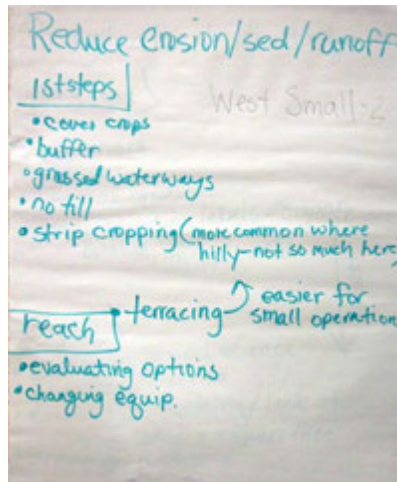 Reduce erosion/sed/runoff
1st steps
West Small-2
• cover crops
• buffer
• grassed waterways
• no till
• strip cropping (more common where
hilly-not so much here)
• terracing
easier for
small operation
reach
• evaluating options
• changing equip.